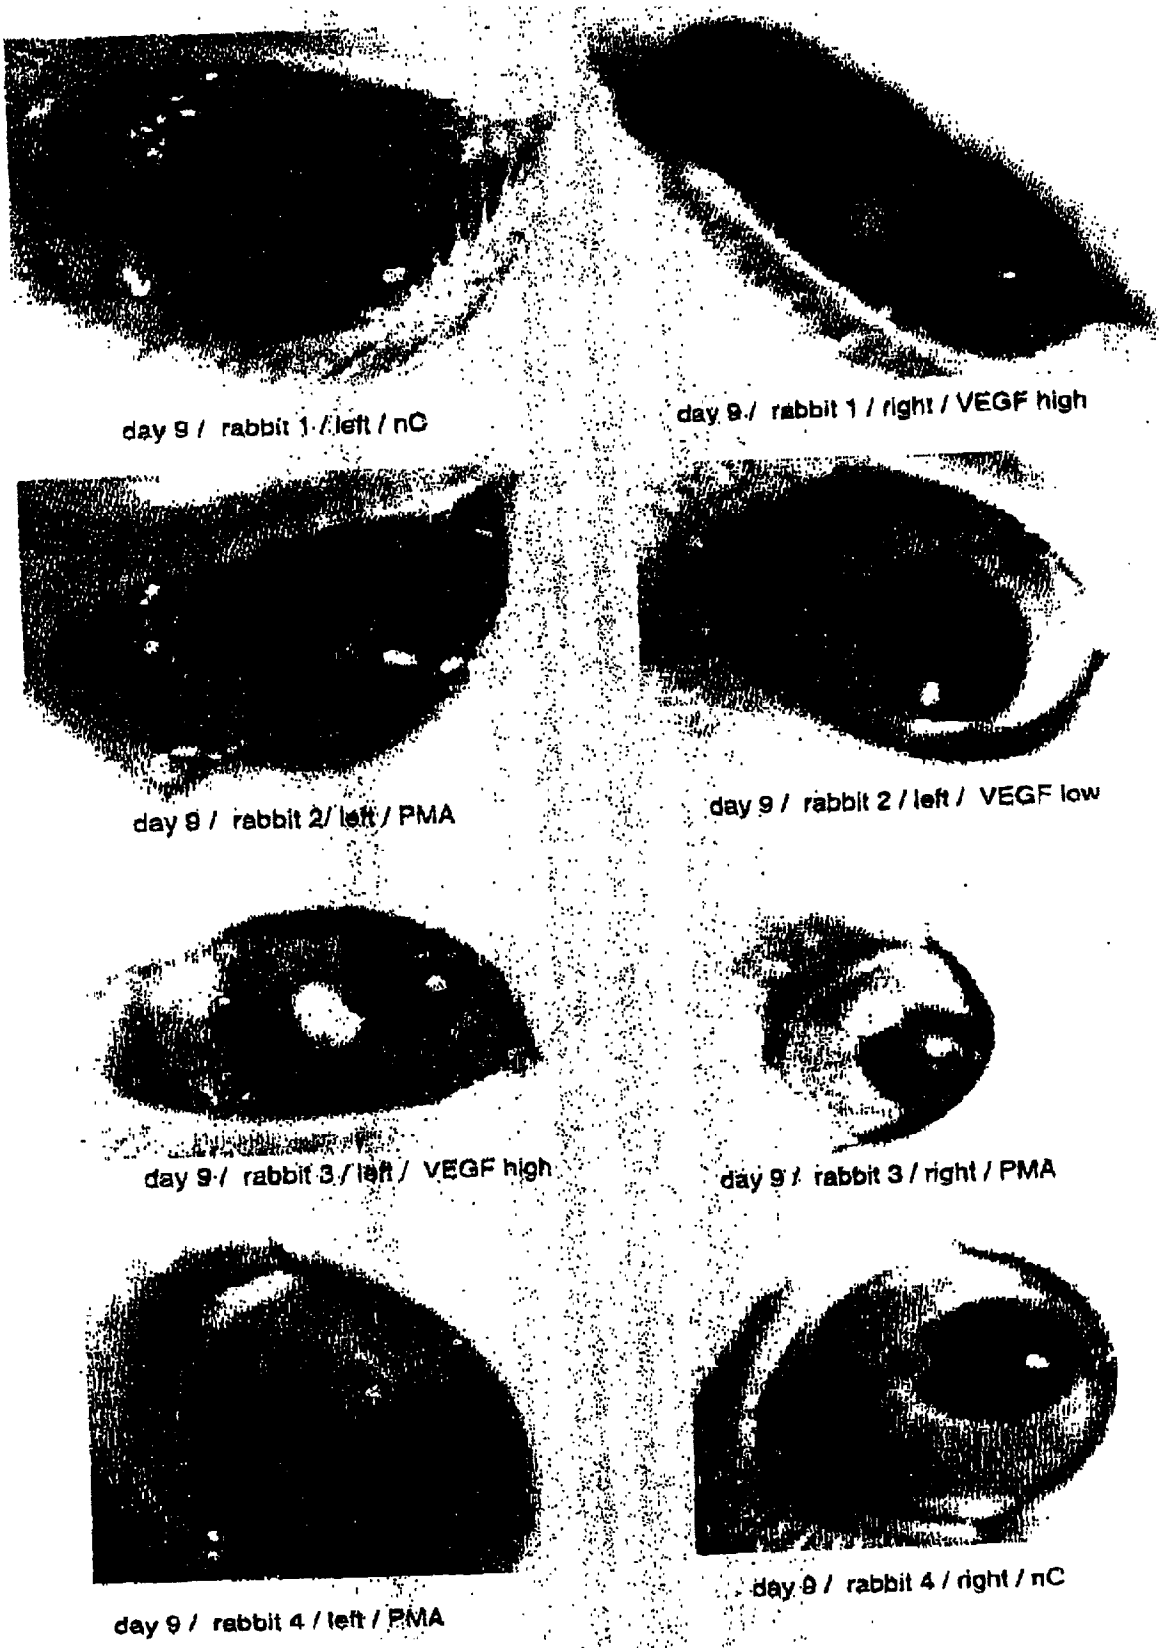 day 9 / rabbit 1 / left / nC
day 9 / rabbit 1 / right / VEGF high
day 9 / rabbit 2/ left / PMA
day 9 / rabbit 2 / left / VEGF low
day 9 / rabbit 3 / left / VEGF high
day 9 / rabbit 3 / right / PMA
day 9 / rabbit 4 / left / PMA
day 9 / rabbit 4 / right / nC